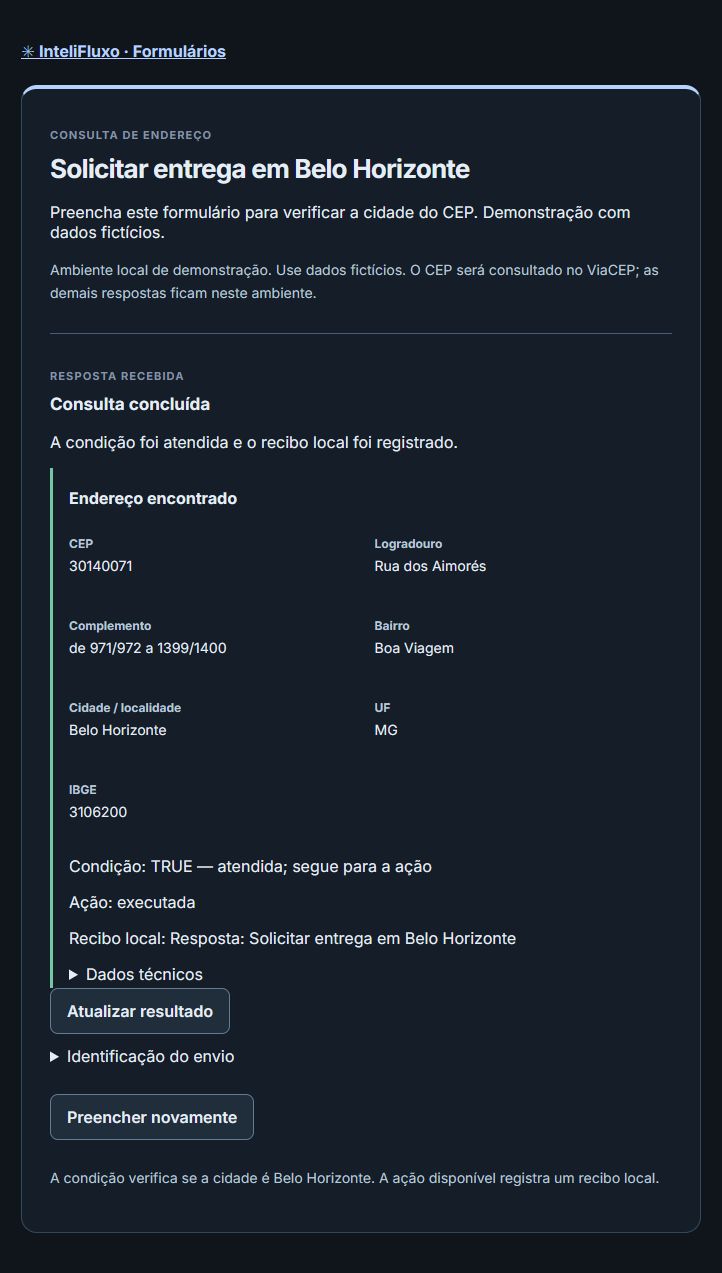 ✳ InteliFluxo · Formulários
CONSULTA DE ENDEREÇO
Solicitar entrega em Belo Horizonte
Preencha este formulário para verificar a cidade do CEP. Demonstração com
dados fictícios.
Ambiente local de demonstração. Use dados fictícios. O CEP será consultado no ViaCEP; as
demais respostas ficam neste ambiente.
RESPOSTA RECEBIDA
Consulta concluída
A condição foi atendida e o recibo local foi registrado.
Endereço encontrado
CEP
30140071
Logradouro
Rua dos Aimorés
Complemento
de 971/972 a 1399/1400
Bairro
Boa Viagem
Cidade / localidade
Belo Horizonte
UF
MG
IBGE
3106200
Condição: TRUE — atendida; segue para a ação
Ação: executada
Recibo local: Resposta: Solicitar entrega em Belo Horizonte
▶ Dados técnicos
Atualizar resultado
▶ Identificação do envio
Preencher novamente
A condição verifica se a cidade é Belo Horizonte. A ação disponível registra um recibo local.